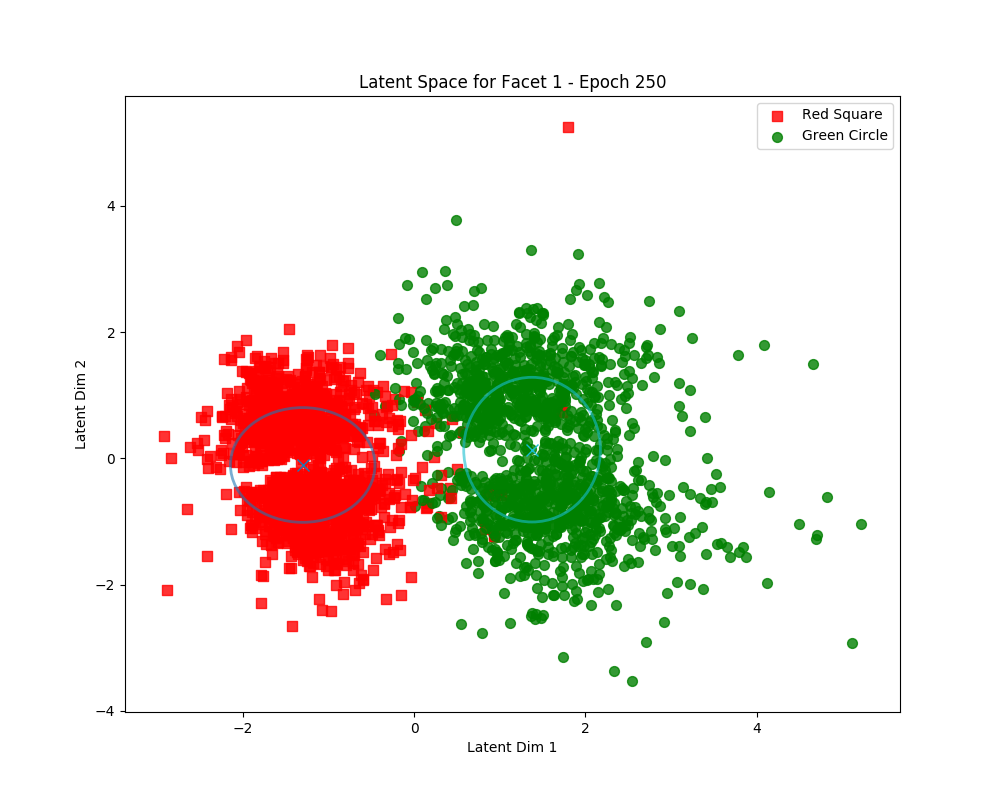 Latent Space for Facet 1 - Epoch 250
Red Square
Green Circle
4
2
0
−2
−4
Latent Dim 2
−2 0 2 4
Latent Dim 1